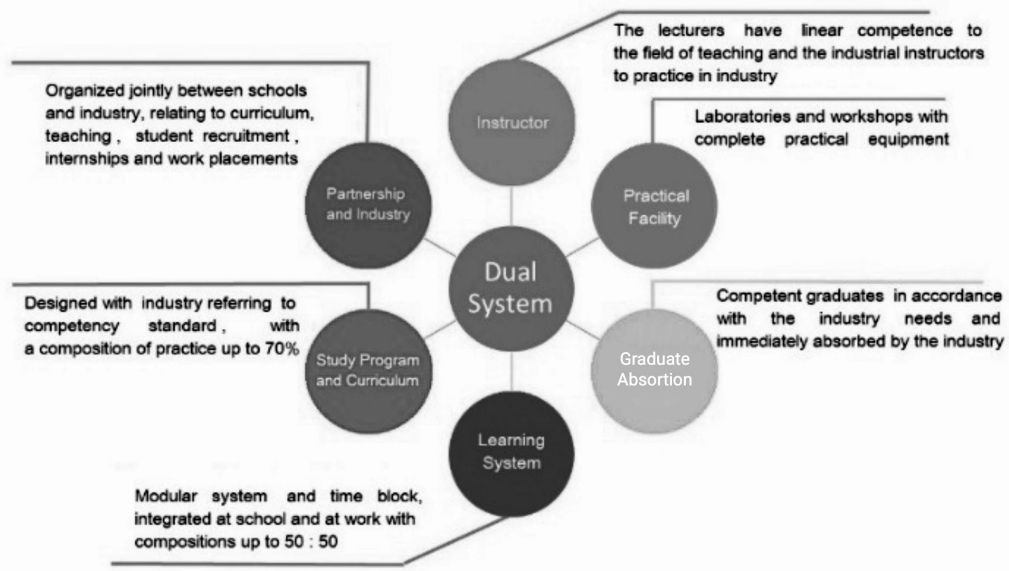 The lecturers have linear competence to
the field of teaching and the industrial instructors
to practice in industry
Instructor
Organized jointly between schools
and industry, relating to curriculum,
teaching , student recruitment ,
internships and work placements
Partnership
and Industry
Laboratories and workshops with
complete practical equipment
Practical
Facility
Dual
System
Designed with industry referring to
competency standard , with
a composition of practice up to 70%
Study Program
and Curriculum
Competent graduates in accordance
with the industry needs and
immediately absorbed by the industry
Graduate
Absortion
Learning
System
Modular system and time block,
integrated at school and at work with
compositions up to 50 : 50